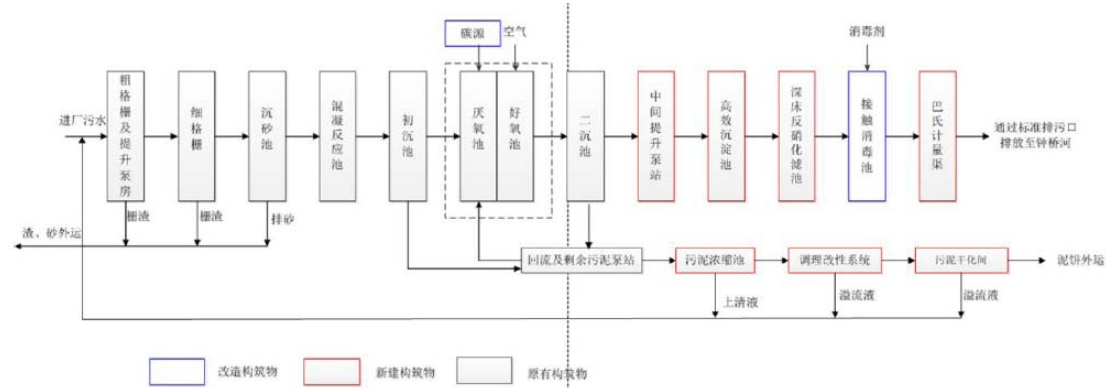 碳源
空气
消毒剂
进厂污水
粗格栅及提升泵房
细格栅
沉砂池
混凝反应池
初沉池
厌氧池
好氧池
二沉池
中间提升泵站
高效沉淀池
深床反硝化滤池
接触消毒池
巴氏计量渠
通过标准排污口
排放至钟桥河
栅渣
栅渣
排砂
渣、砂外运
回流及剩余污泥泵站
污泥浓缩池
调理改性系统
污泥干化间
泥饼外运
上清液
溢流液
溢流液
改造构筑物
新建构筑物
原有构筑物